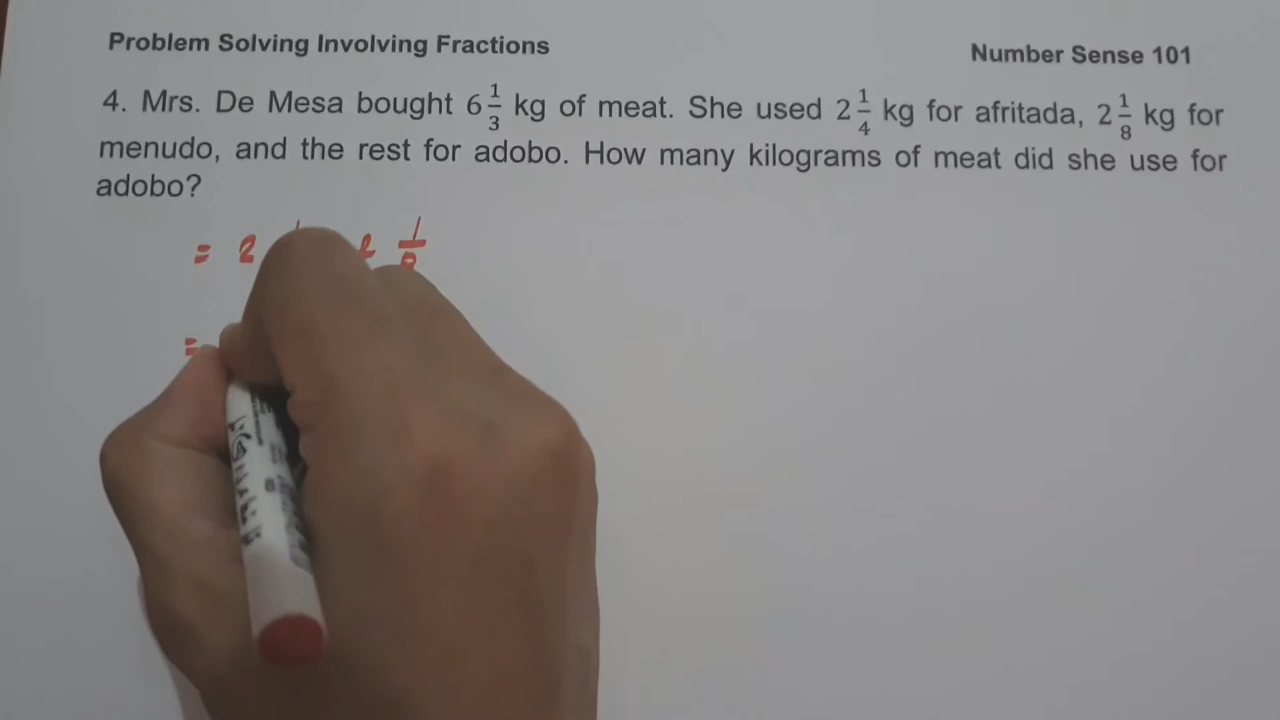 Problem Solving Involving Fractions
Number Sense 101
4. Mrs. De Mesa bought 6 1/3 kg of meat. She used 2 1/4 kg for afritada, 2 1/8 kg for
menudo, and the rest for adobo. How many kilograms of meat did she use for
adobo?
= 2 1/8
=